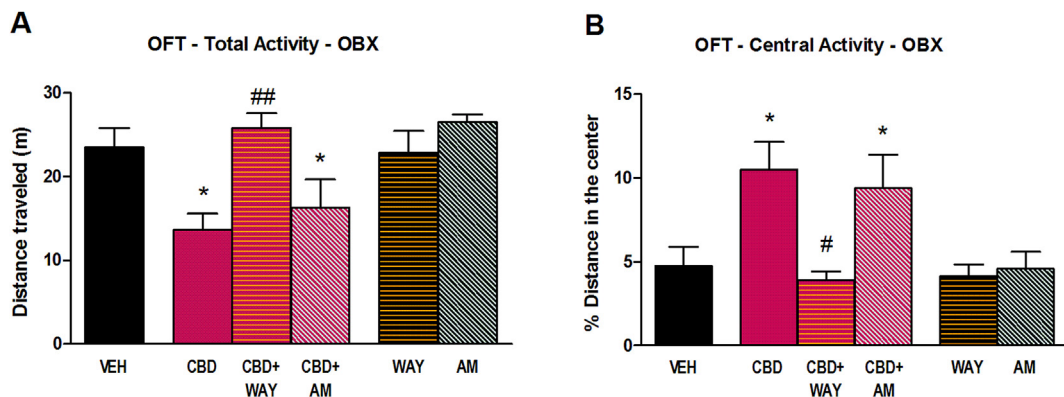 A
OFT - Total Activity - OBX
Distance traveled (m)
30
20
10
0
*
##
*
VEH
CBD
CBD+
WAY
CBD+
AM
WAY
AM
B
OFT - Central Activity - OBX
% Distance in the center
15
10
5
0
*
#
*
VEH
CBD
CBD+
WAY
CBD+
AM
WAY
AM